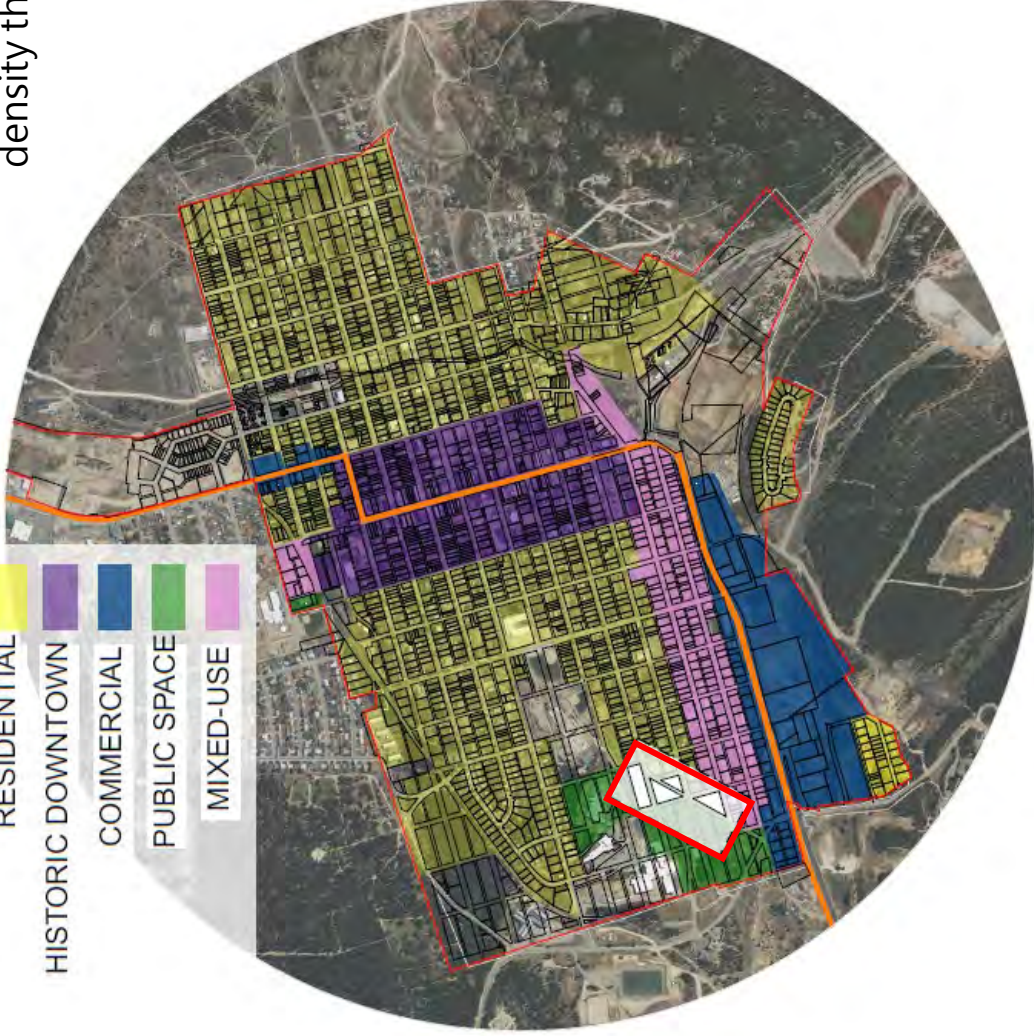 density th
RESIDENTIAL
HISTORIC DOWNTOWN
COMMERCIAL
PUBLIC SPACE
MIXED-USE